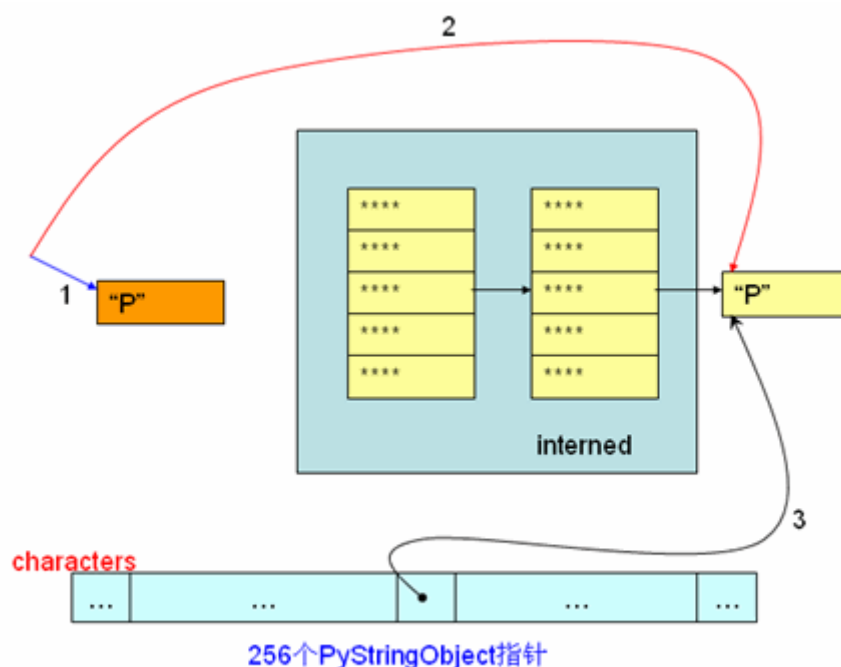 2
**** ****
**** ****
1 “P” **** **** “P”
**** ****
**** ****
interned
3
characters
... ... ... ...
256个PyStringObject指针